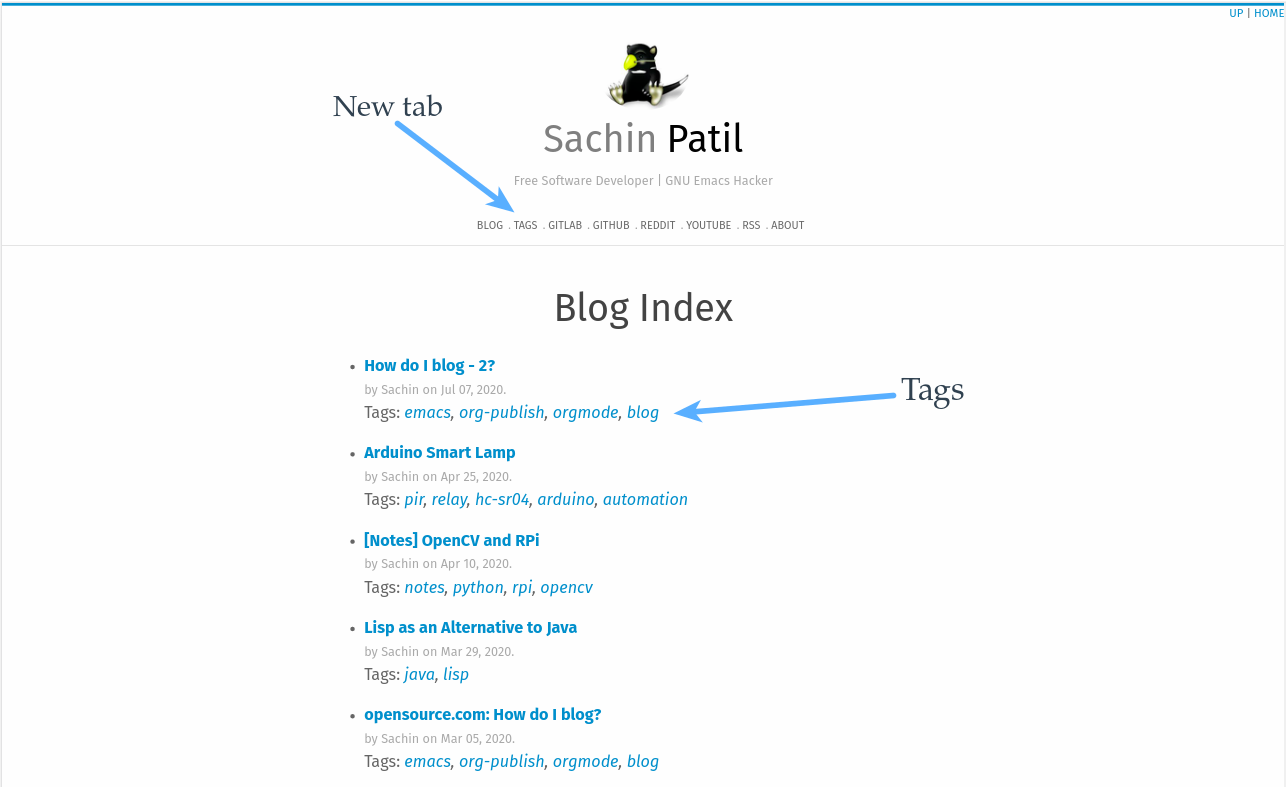 UP | HOME
New tab
Sachin Patil
Free Software Developer | GNU Emacs Hacker
BLOG . TAGS . GITLAB . GITHUB . REDDIT . YOUTUBE . RSS . ABOUT
Blog Index
• How do I blog - 2?
by Sachin on Jul 07, 2020.
Tags: emacs, org-publish, orgmode, blog
Tags
• Arduino Smart Lamp
by Sachin on Apr 25, 2020.
Tags: pir, relay, hc-sr04, arduino, automation
• [Notes] OpenCV and RPi
by Sachin on Apr 10, 2020.
Tags: notes, python, rpi, opencv
• Lisp as an Alternative to Java
by Sachin on Mar 29, 2020.
Tags: java, lisp
• opensource.com: How do I blog?
by Sachin on Mar 05, 2020.
Tags: emacs, org-publish, orgmode, blog